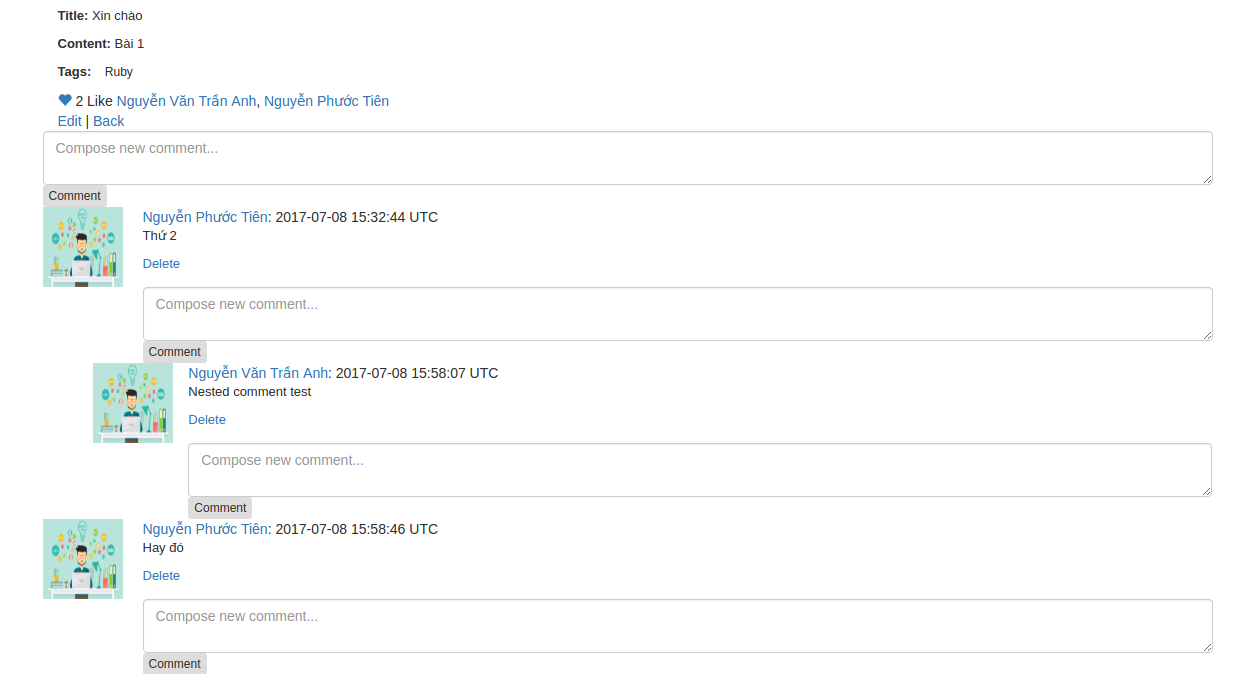 Title: Xin chào
Content: Bài 1
Tags: Ruby
2 Like Nguyễn Văn Trần Anh, Nguyễn Phước Tiên
Edit | Back
Compose new comment...
Comment
Nguyễn Phước Tiên: 2017-07-08 15:32:44 UTC
Thứ 2
Delete
Compose new comment...
Comment
Nguyễn Văn Trần Anh: 2017-07-08 15:58:07 UTC
Nested comment test
Delete
Compose new comment...
Comment
Nguyễn Phước Tiên: 2017-07-08 15:58:46 UTC
Hay đó
Delete
Compose new comment...
Comment